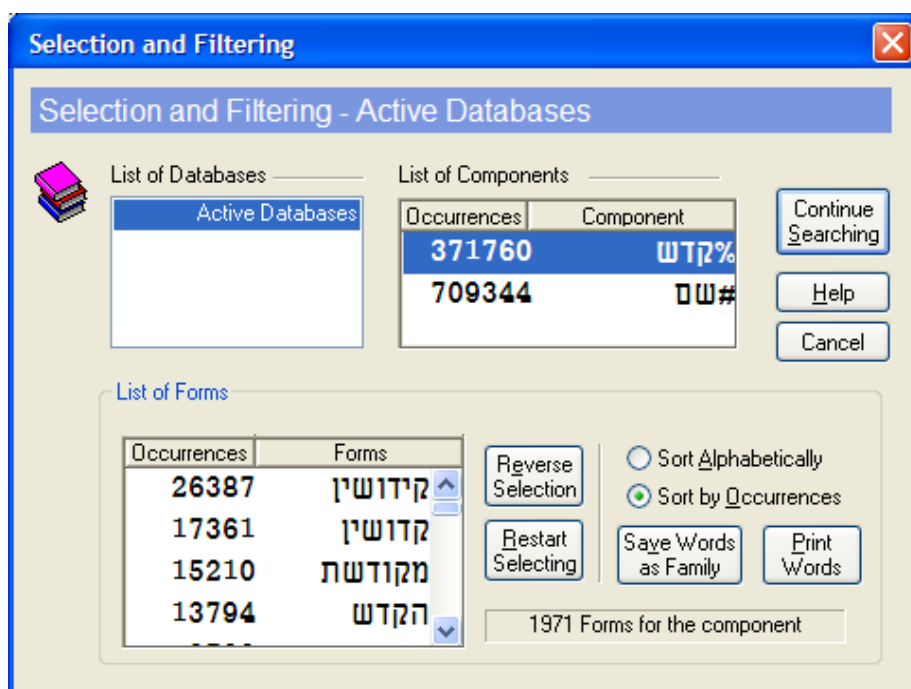 Selection and Filtering
Selection and Filtering - Active Databases
List of Databases
List of Components
Active Databases
Occurrences Component
371760 %קדש
709344 #שם
Continue Searching
Help
Cancel
List of Forms
Occurrences Forms
26387 קידושין
17361 קדושין
15210 מקודשת
13794 הקדש
Reverse Selection
Restart Selecting
Sort Alphabetically
Sort by Occurrences
Save Words as Family
Print Words
1971 Forms for the component